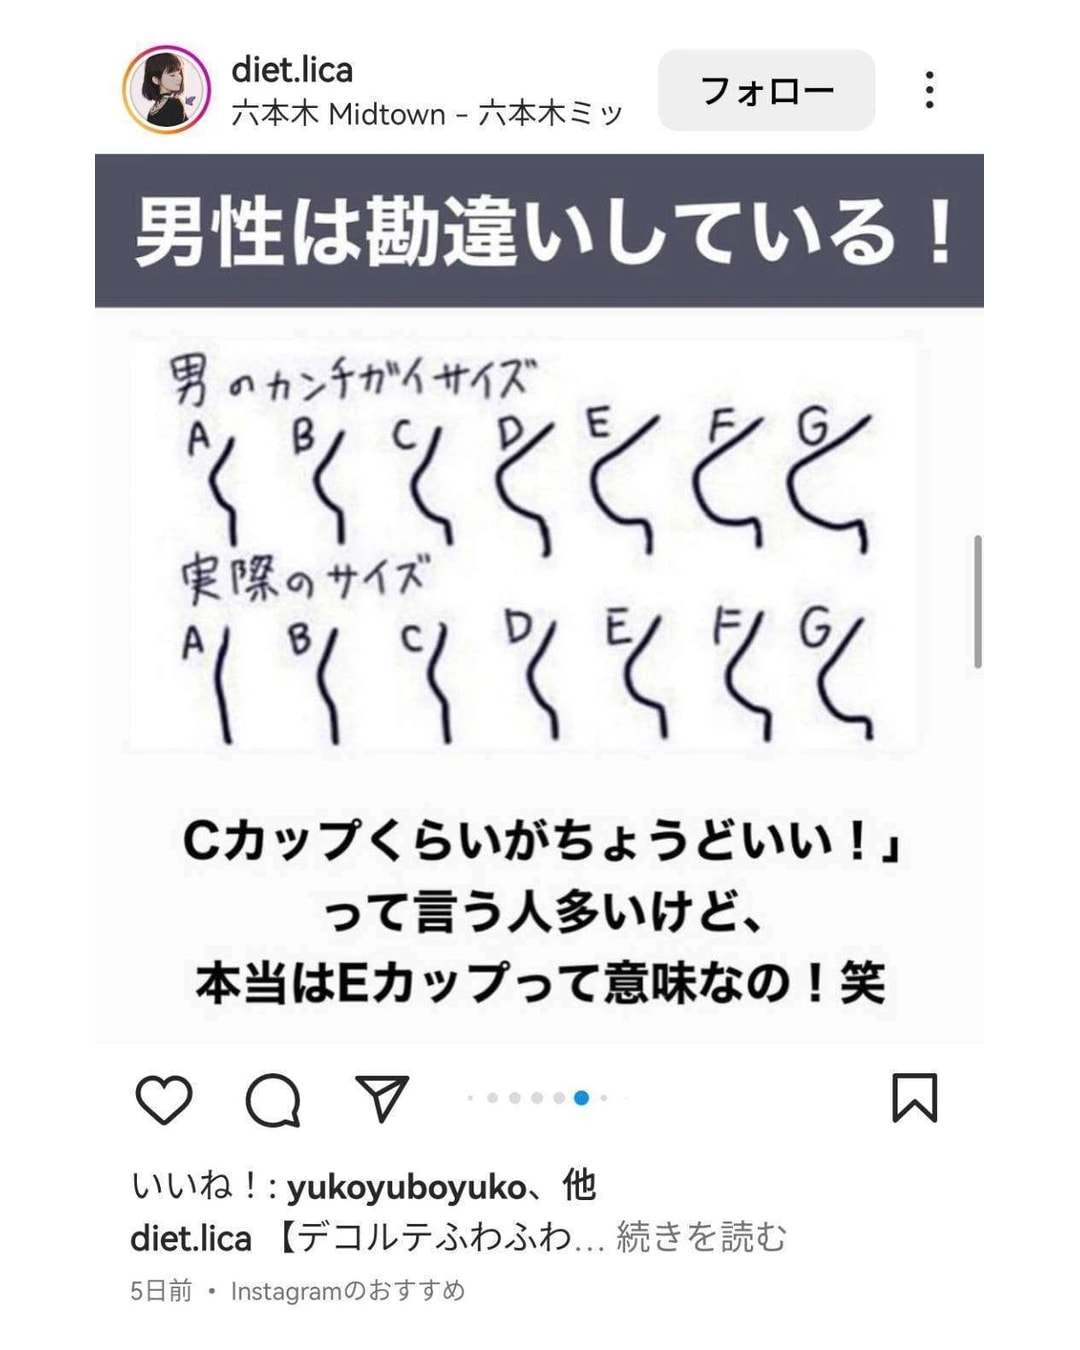 diet.lica
六本木 Midtown - 六本木ミッ
フォロー
男性は勘違いしている！
男のカンチガイサイズ
A B C D E F G
実際のサイズ
A B C D E F G
Cカップくらいがちょうどいい！」
って言う人多いけど、
本当はEカップって意味なの！笑
いいね！: yukoyuboyuko、他
diet.lica 【デコルテふわふわ... 続きを読む
5日前 • Instagramのおすすめ